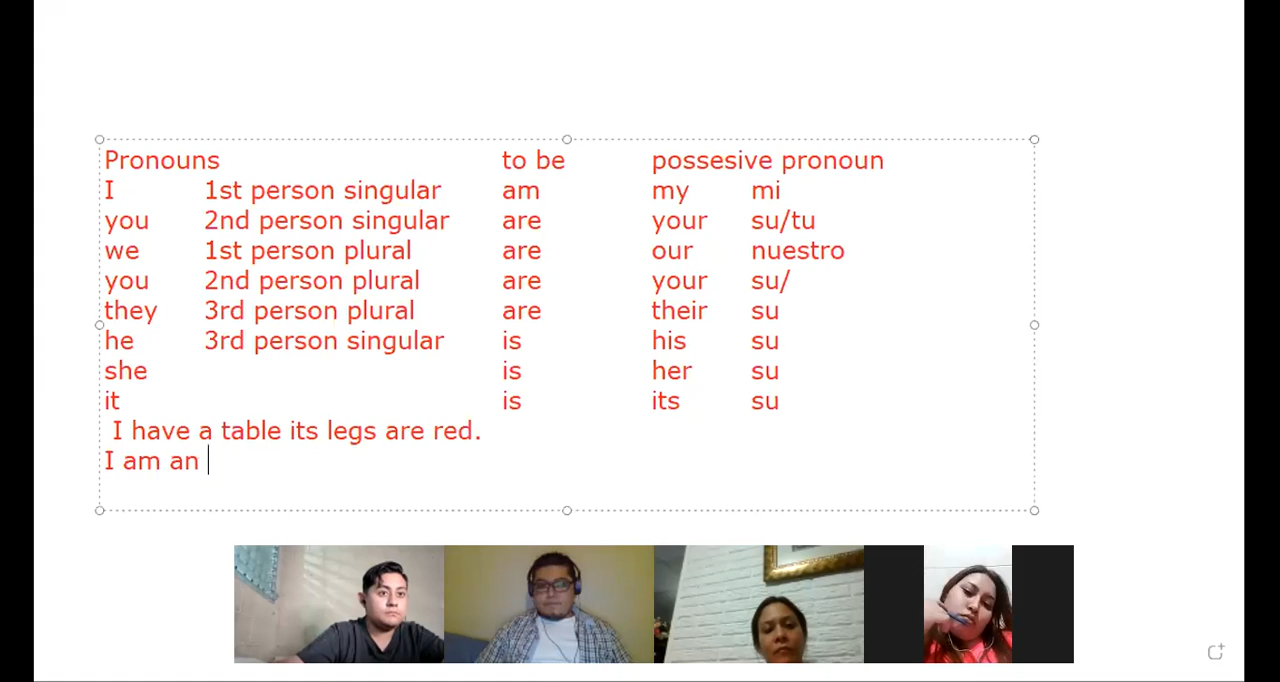 Pronouns to be possesive pronoun
I 1st person singular am my mi
you 2nd person singular are your su/tu
we 1st person plural are our nuestro
you 2nd person plural are your su/
they 3rd person plural are their su
he 3rd person singular is his su
she is her su
it is its su
I have a table its legs are red.
I am an